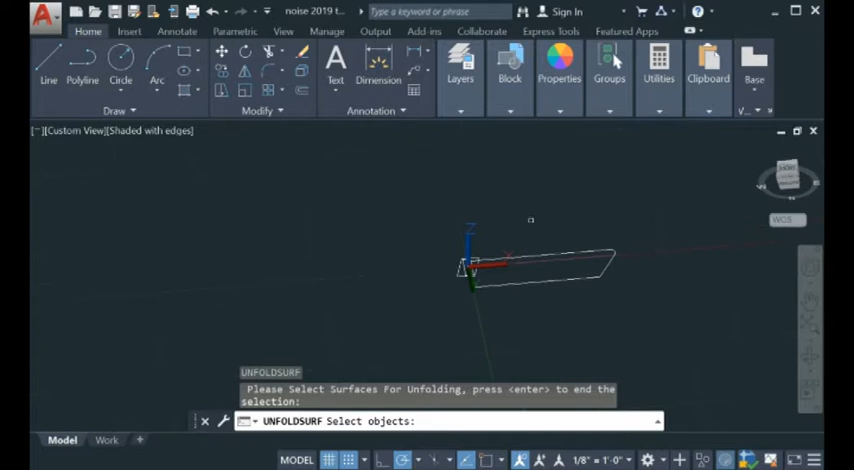 noise 2019 t...
Type a keyword or phrase
Sign In
Home Insert Annotate Parametric View Manage Output Add-ins Collaborate Express Tools Featured Apps
Line Polyline Circle Arc Text Dimension Layers Block Properties Groups Utilities Clipboard Base
Draw Modify Annotation V...
[−][Custom View][Shaded with edges]
WCS
Z
X
UNFOLDSURF
Please Select Surfaces For Unfolding, press <enter> to end the
selection:
UNFOLDSURF Select objects:
Model Work +
MODEL 1/8" = 1'-0"